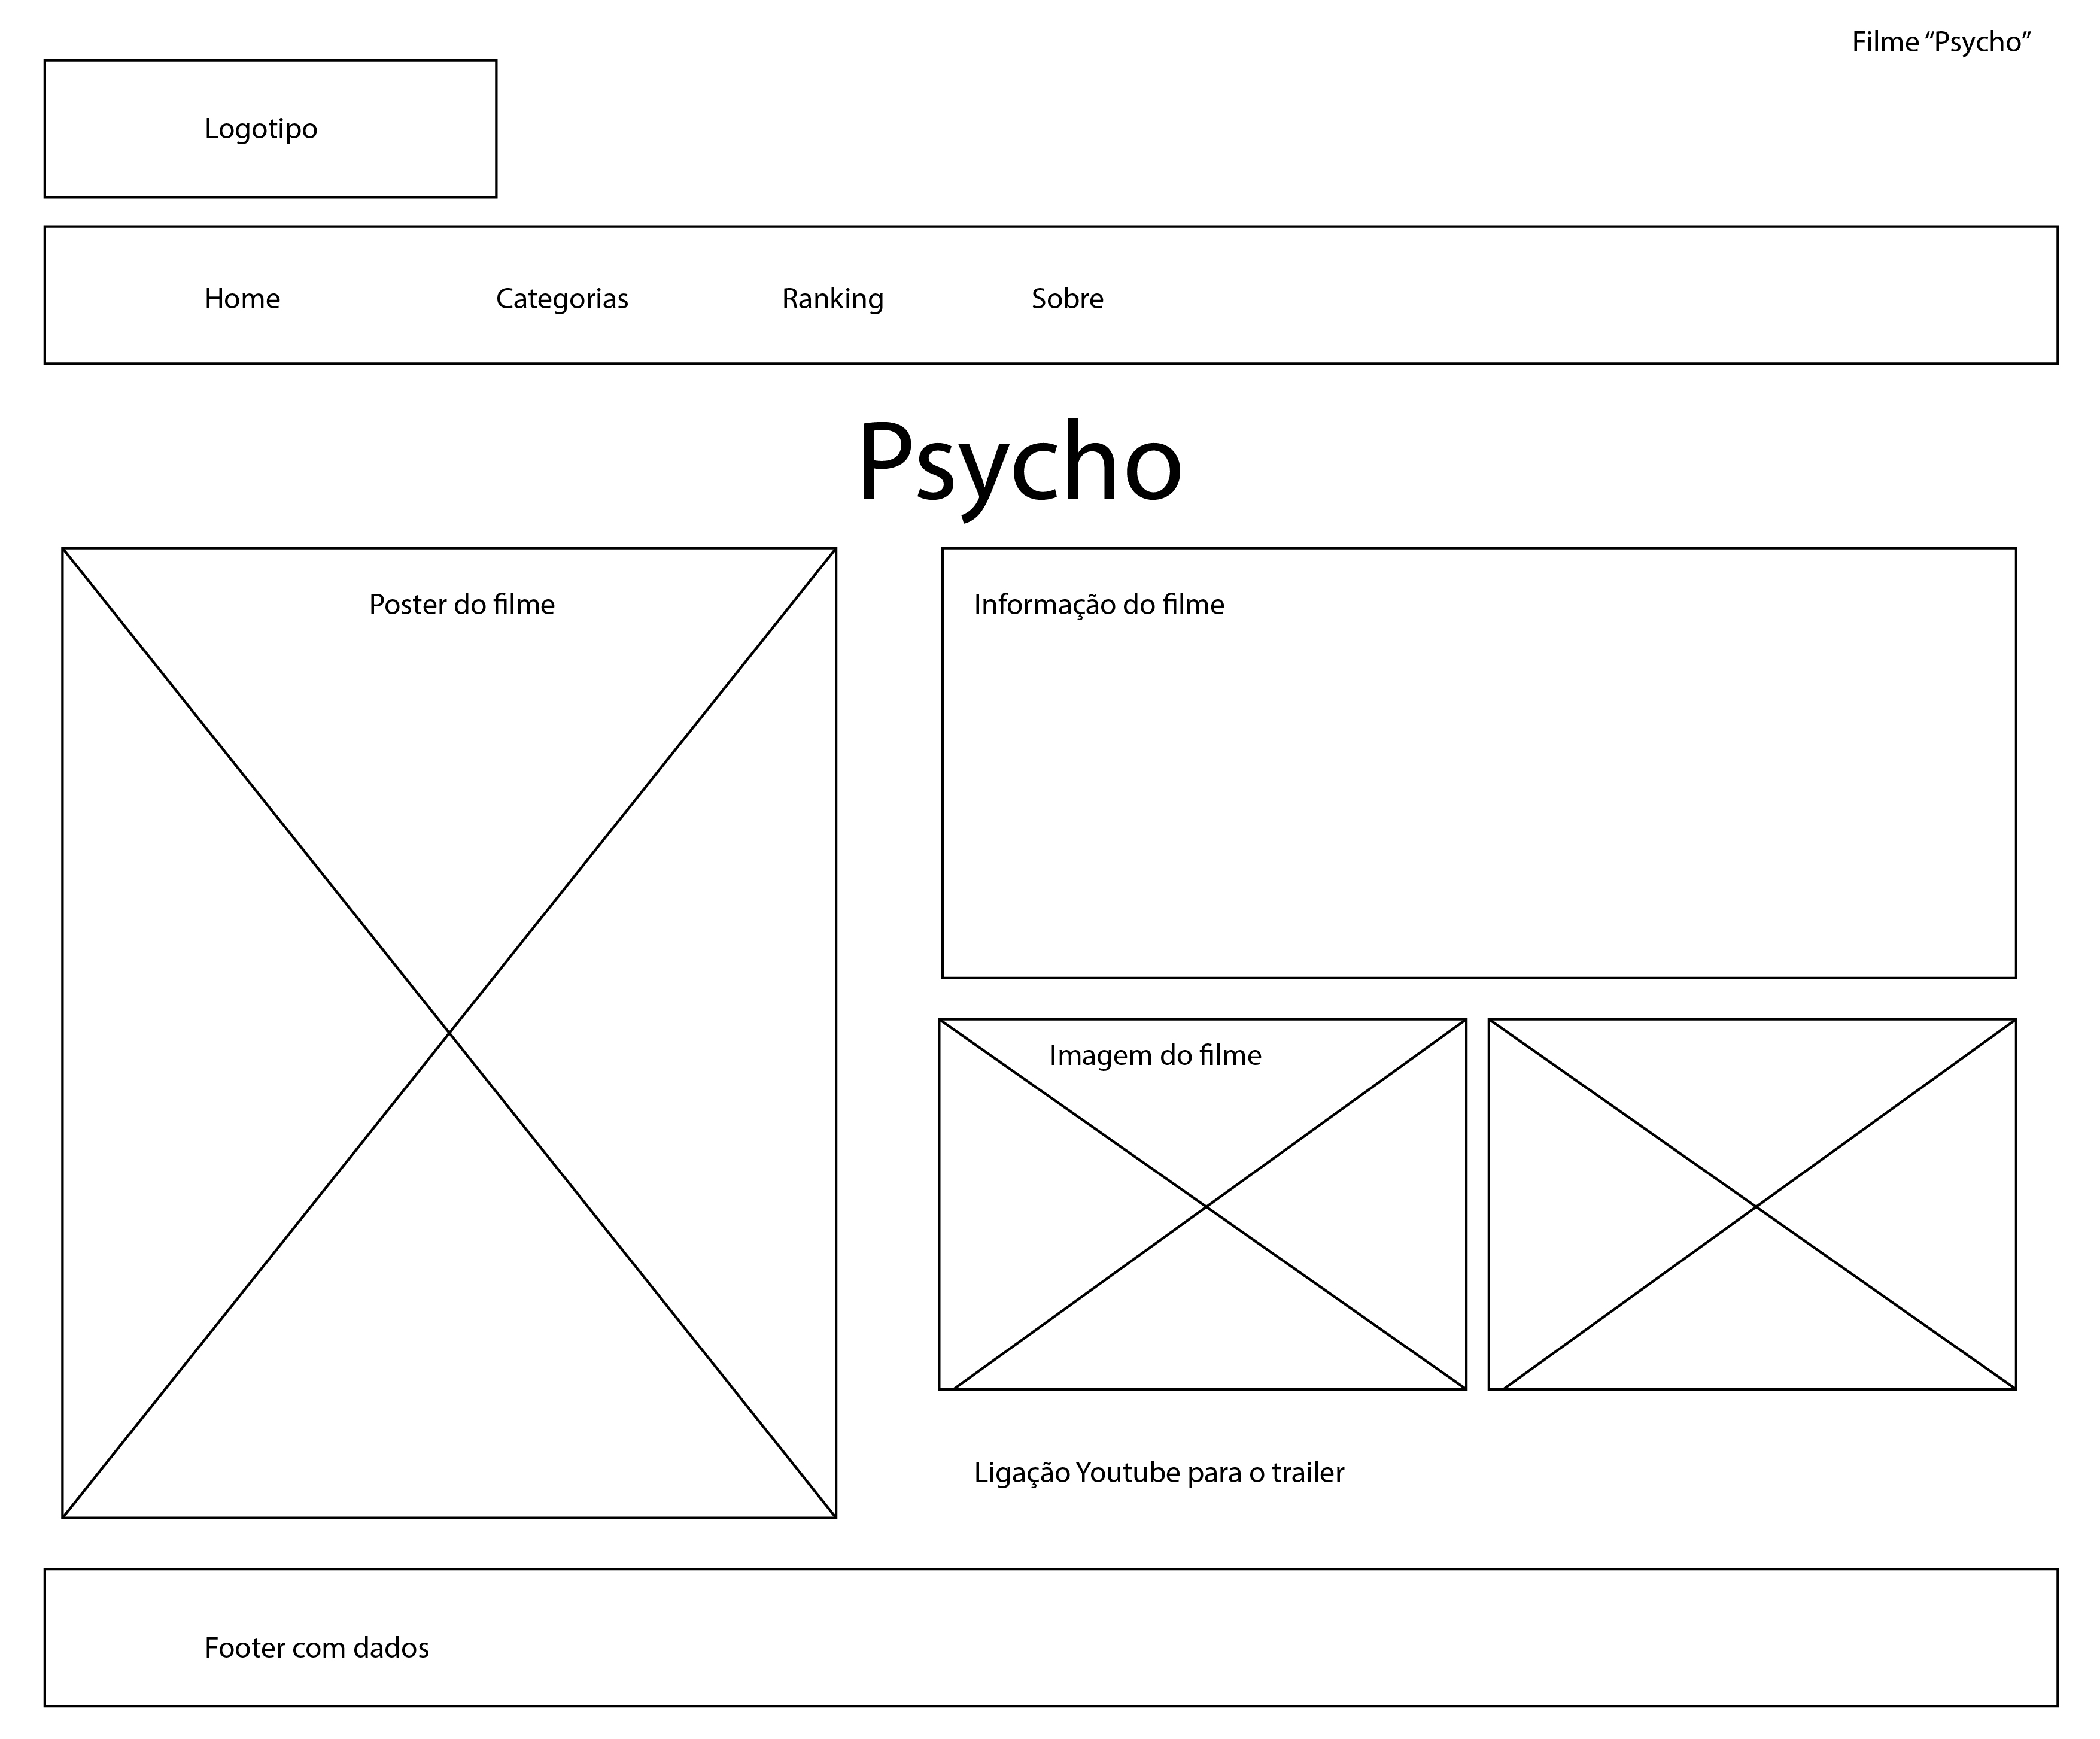 Filme “Psycho”
Logotipo
Home
Categorias
Ranking
Sobre
Psycho
Poster do filme
Informação do filme
Imagem do filme
Ligação Youtube para o trailer
Footer com dados